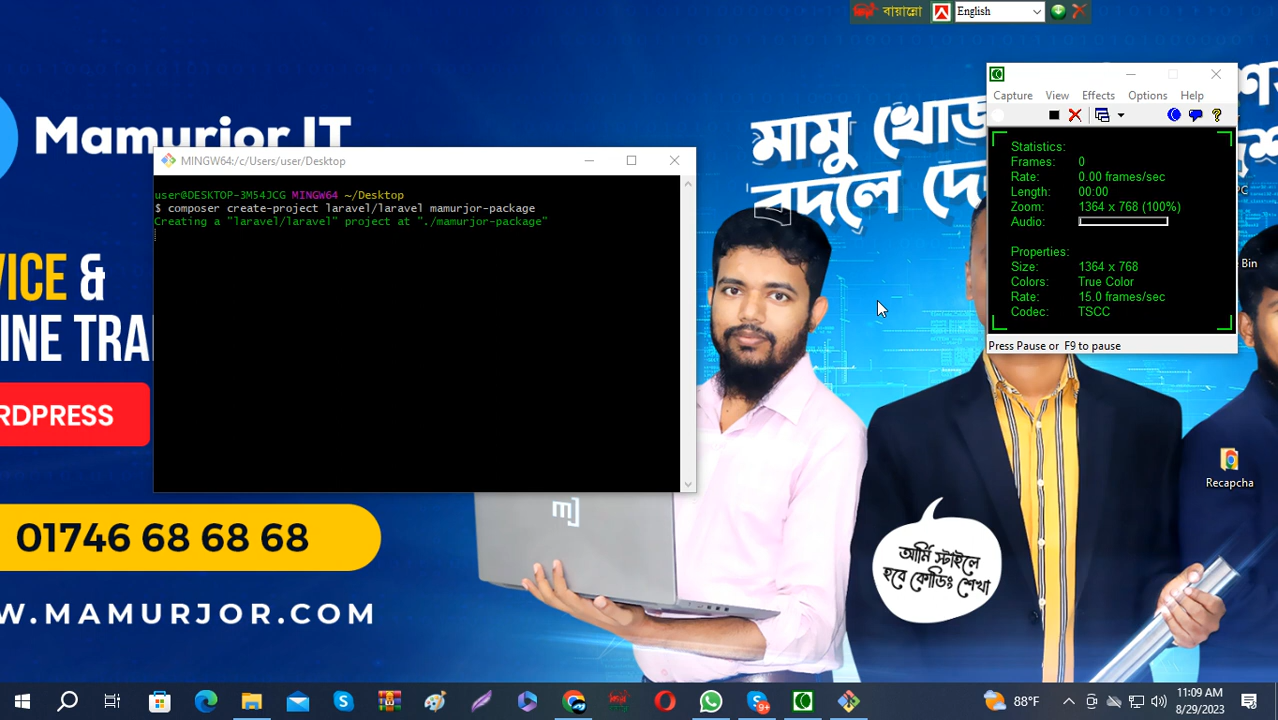 বায়ান্নো
English
Mamurjor IT
মামু খোঁজ
বদলে দে
VICE &
INE TRA
RDPRESS
01746 68 68 68
W.MAMURJOR.COM
MINGW64:/c/Users/user/Desktop
user@DESKTOP-3M54JCG MINGW64 ~/Desktop
$ composer create-project laravel/laravel mamurjor-package
Creating a "laravel/laravel" project at "./mamurjor-package"
Capture View Effects Options Help
Statistics:
Frames: 0
Rate: 0.00 frames/sec
Length: 00:00
Zoom: 1364 x 768 (100%)
Audio:
Properties:
Size: 1364 x 768
Colors: True Color
Rate: 15.0 frames/sec
Codec: TSCC
Press Pause or F9 to pause
PC
Bin
Recapcha
mj
আর্মি স্টাইলে
হবে কোডিং শেখা
9+
88°F
11:09 AM
8/29/2023